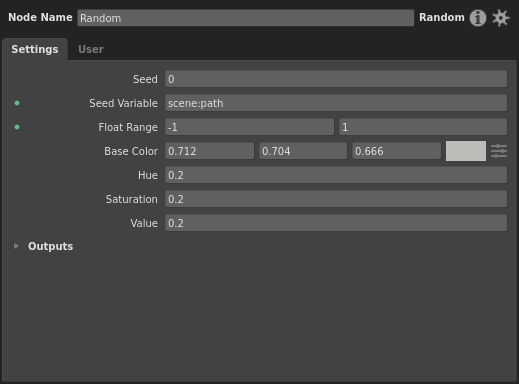 Node Name Random Random
Settings User
Seed 0
Seed Variable scene:path
Float Range -1 1
Base Color 0.712 0.704 0.666
Hue 0.2
Saturation 0.2
Value 0.2
Outputs